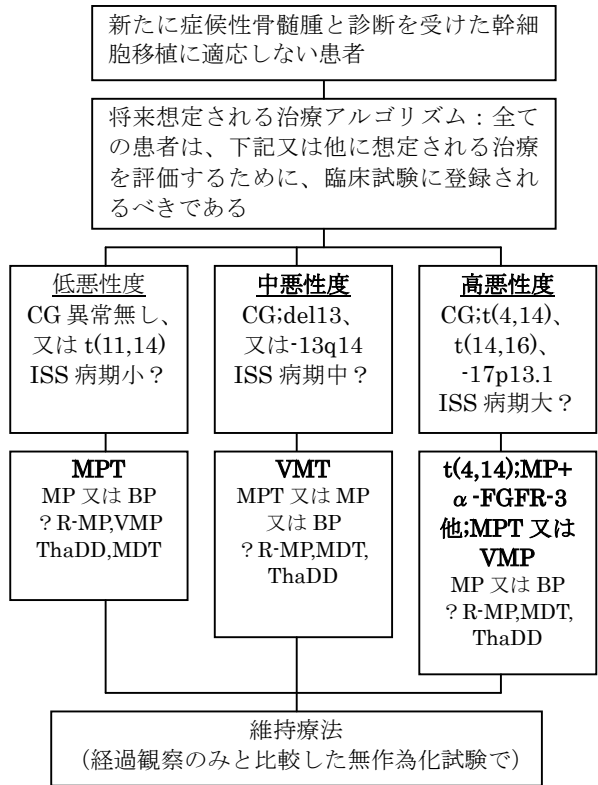 新たに症候性骨髄腫と診断を受けた幹細
胞移植に適応しない患者
将来想定される治療アルゴリズム：全て
の患者は、下記又は他に想定される治療
を評価するために、臨床試験に登録され
るべきである
低悪性度
CG 異常無し、
又は t(11,14)
ISS 病期小？
中悪性度
CG;del13、
又は-13q14
ISS 病期中？
高悪性度
CG;t(4,14)、
t(14,16)、
-17p13.1
ISS 病期大？
MPT
MP 又は BP
？R-MP,VMP
ThaDD,MDT
VMT
MPT 又は MP
又は BP
？R-MP,MDT,
ThaDD
t(4,14);MP+
α-FGFR-3
他;MPT 又は
VMP
MP 又は BP
？R-MP,MDT,
ThaDD
維持療法
（経過観察のみと比較した無作為化試験で）